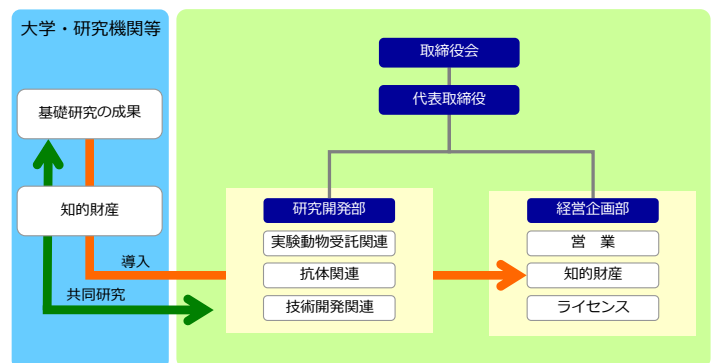 大学・研究機関等
基礎研究の成果
知的財産
導入
共同研究
取締役会
代表取締役
研究開発部
実験動物受託関連
抗体関連
技術開発関連
経営企画部
営　業
知的財産
ライセンス